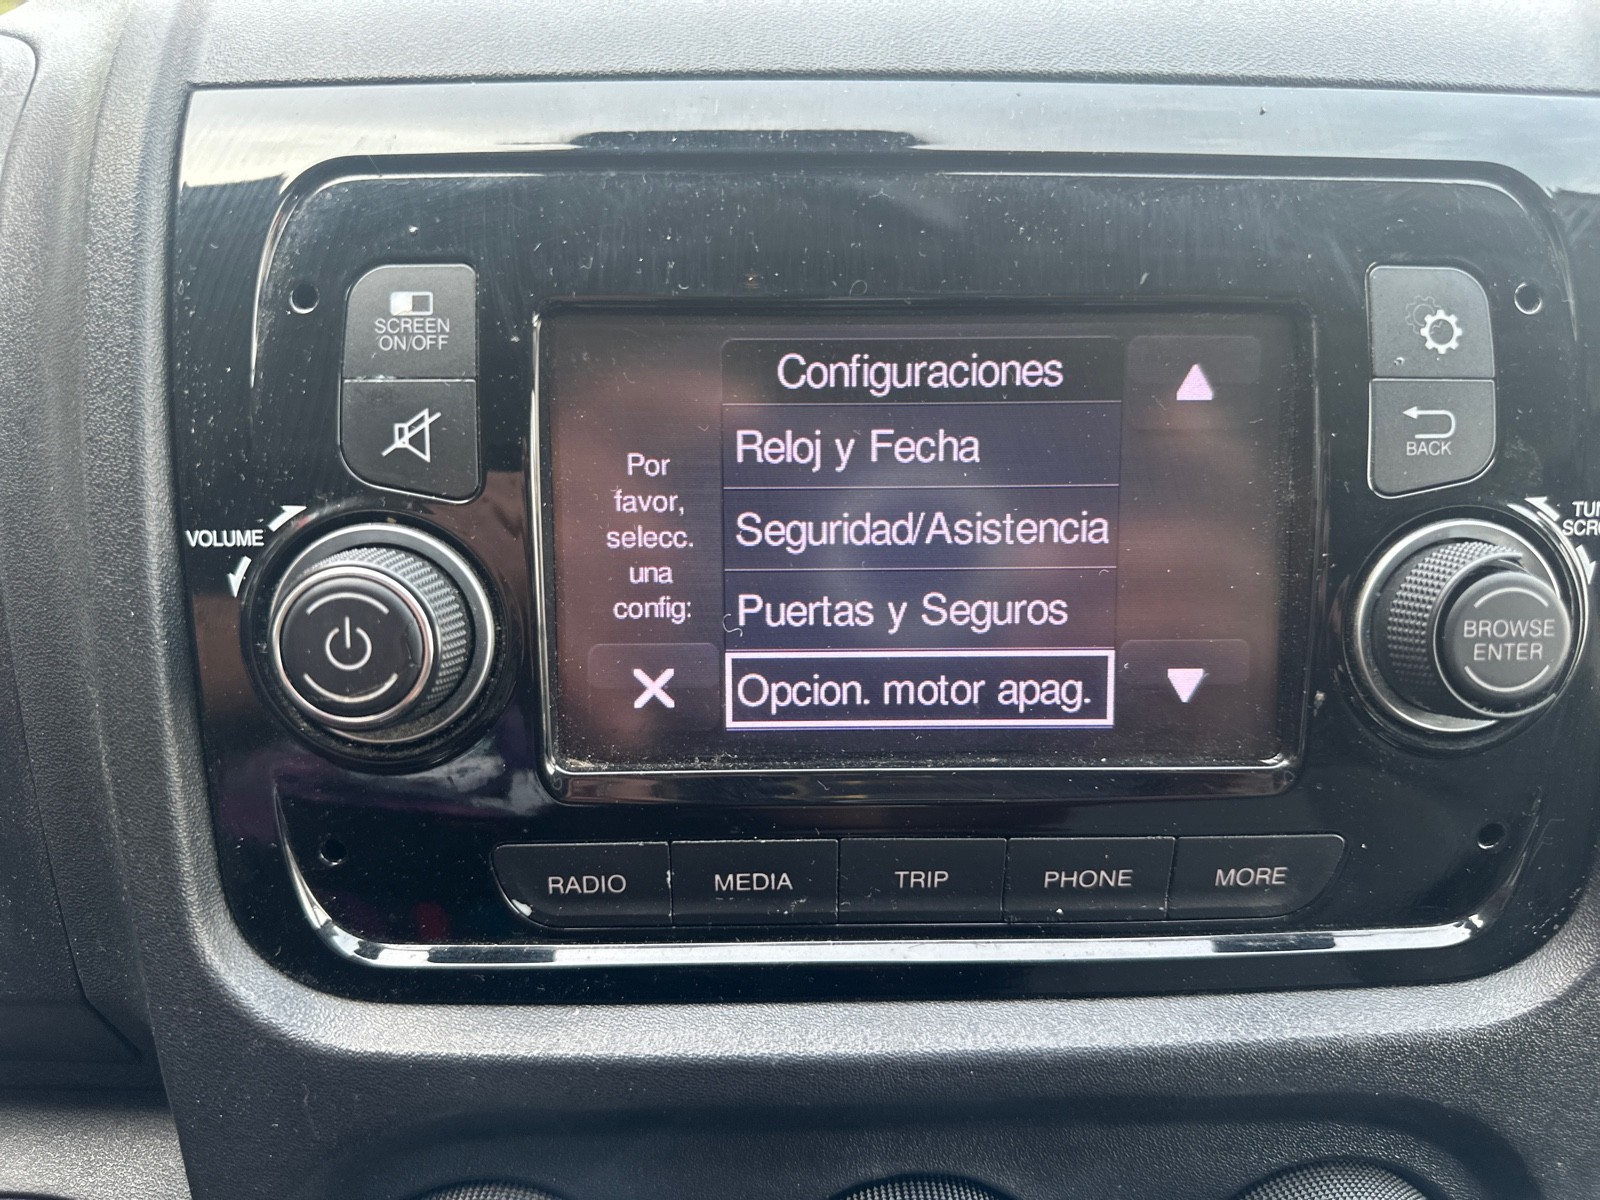 SCREEN
ON/OFF
BACK
VOLUME
Configuraciones
Reloj y Fecha
Seguridad/Asistencia
Puertas y Seguros
Opcion. motor apag.
Por
favor,
selecc.
una
config:
BROWSE
ENTER
RADIO
MEDIA
TRIP
PHONE
MORE